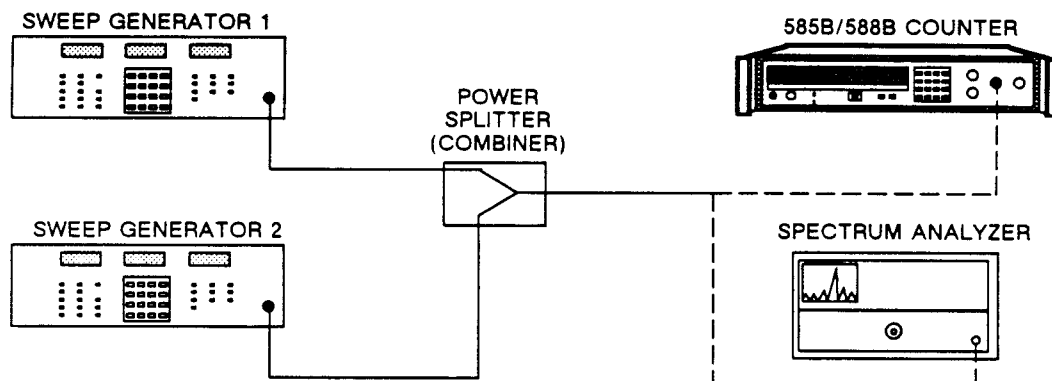 SWEEP GENERATOR 1
585B/588B COUNTER
POWER
SPLITTER
(COMBINER)
SWEEP GENERATOR 2
SPECTRUM ANALYZER